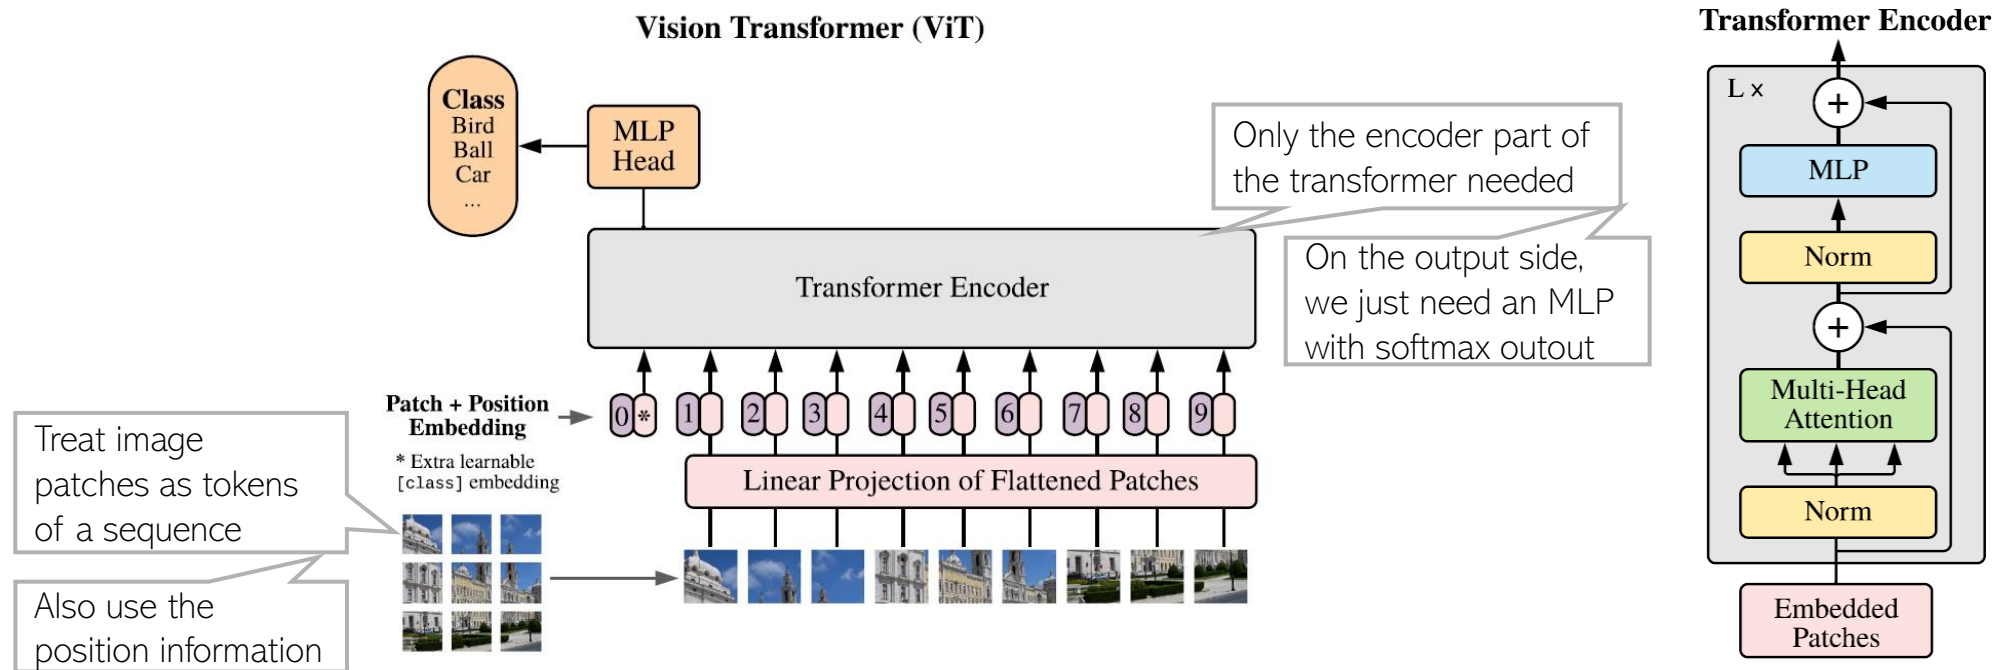 Vision Transformer (ViT)
Class
Bird
Ball
Car
...
MLP
Head
Only the encoder part of
the transformer needed
Transformer Encoder
On the output side,
we just need an MLP
with softmax outout
Patch + Position
Embedding
0 * 1 2 3 4 5 6 7 8 9
* Extra learnable
[class] embedding
Linear Projection of Flattened Patches
Treat image
patches as tokens
of a sequence
Also use the
position information
Transformer Encoder
L ×
+
MLP
Norm
+
Multi-Head
Attention
Norm
Embedded
Patches